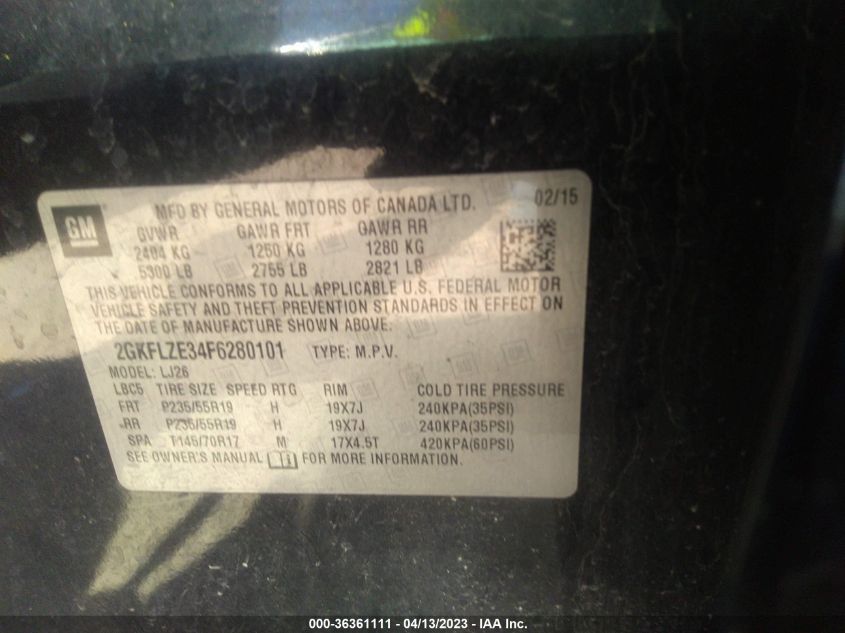 GM
MFD BY GENERAL MOTORS OF CANADA LTD. 02/15
GVWR GAWR FRT GAWR RR
2404 KG 1250 KG 1280 KG
5300 LB 2755 LB 2821 LB
THIS VEHICLE CONFORMS TO ALL APPLICABLE U.S. FEDERAL MOTOR
VEHICLE SAFETY AND THEFT PREVENTION STANDARDS IN EFFECT ON
THE DATE OF MANUFACTURE SHOWN ABOVE.
2GKFLZE34F6280101 TYPE: M.P.V.
MODEL: LJ26
LBC5 TIRE SIZE SPEED RTG RIM COLD TIRE PRESSURE
FRT P235/55R19 H 19X7J 240KPA(35PSI)
RR P235/55R19 H 19X7J 240KPA(35PSI)
SPA T145/70R17 M 17X4.5T 420KPA(60PSI)
SEE OWNER'S MANUAL FOR MORE INFORMATION.
000-36361111 - 04/13/2023 - IAA Inc.